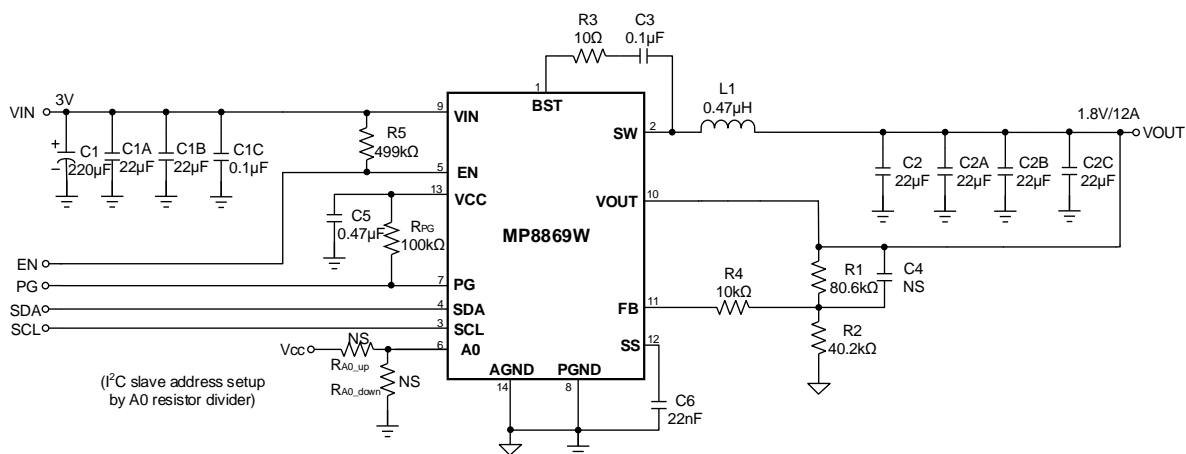 R3
10Ω
C3
0.1µF
1
BST
L1
0.47µH
VIN
3V
9
VIN
SW
2
1.8V/12A
VOUT
+
−
C1
220µF
C1A
22µF
C1B
22µF
C1C
0.1µF
R5
499kΩ
5
EN
13
VCC
C5
0.47µF
RPG
100kΩ
MP8869W
VOUT
10
C2
22µF
C2A
22µF
C2B
22µF
C2C
22µF
EN
PG
SDA
SCL
7
PG
4
SDA
3
SCL
6
A0
FB
11
R4
10kΩ
R1
80.6kΩ
C4
NS
R2
40.2kΩ
SS
12
C6
22nF
Vcc
NS
RA0_up
NS
RA0_down
(I²C slave address setup
by A0 resistor divider)
AGND
14
PGND
8